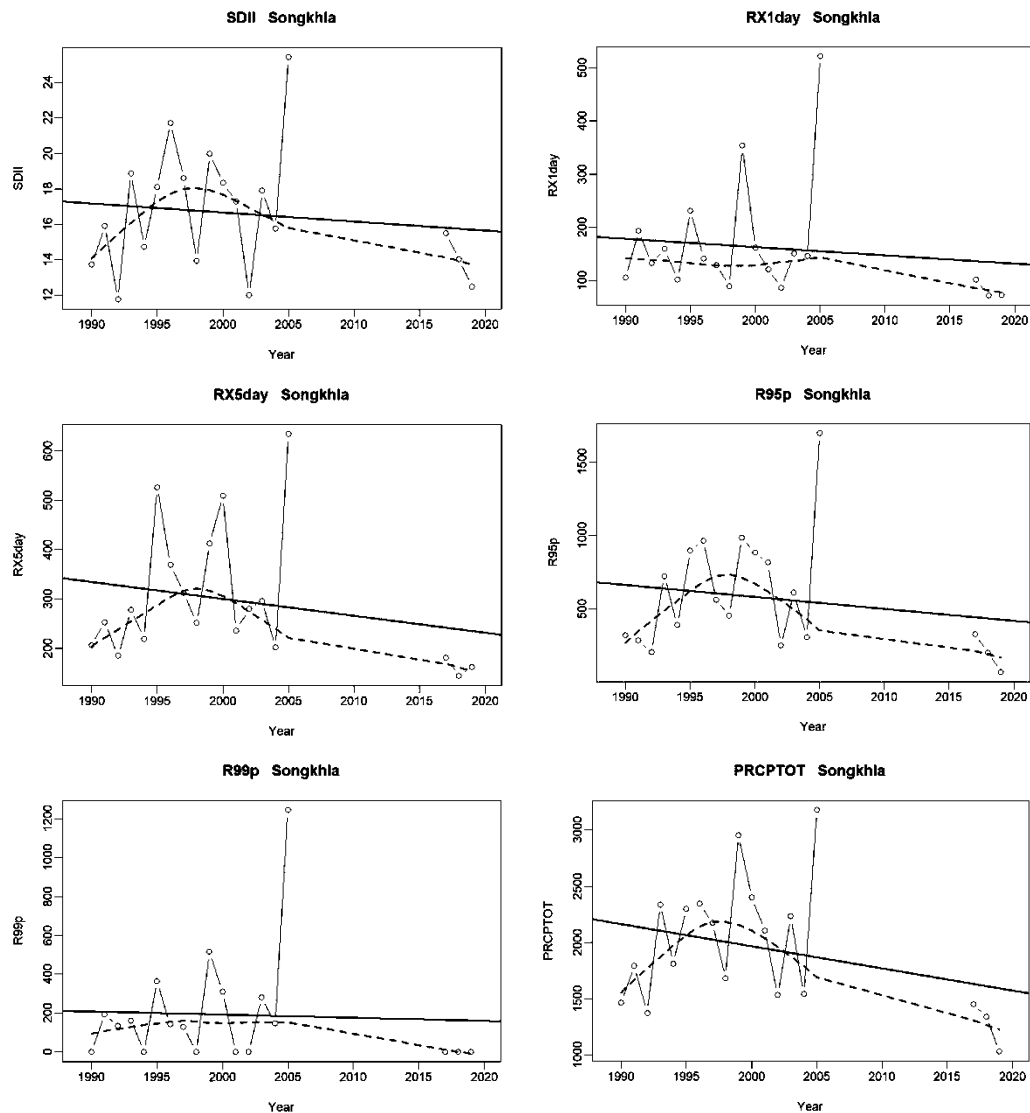 SDII Songkhla
24
22
20
18
16
14
12
SDII
1990 1995 2000 2005 2010 2015 2020
Year
RX1day Songkhla
500
400
300
200
100
RX1day
1990 1995 2000 2005 2010 2015 2020
Year
RX5day Songkhla
600
500
400
300
200
RX5day
1990 1995 2000 2005 2010 2015 2020
Year
R95p Songkhla
1500
1000
500
R95p
1990 1995 2000 2005 2010 2015 2020
Year
R99p Songkhla
1200
1000
800
600
400
200
0
R99p
1990 1995 2000 2005 2010 2015 2020
Year
PRCPTOT Songkhla
3000
2500
2000
1500
1000
PRCPTOT
1990 1995 2000 2005 2010 2015 2020
Year